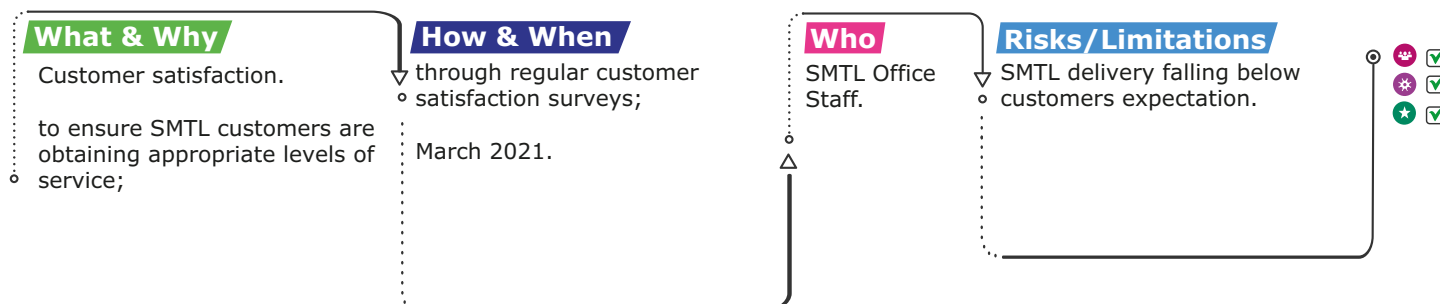 What & Why
Customer satisfaction.
to ensure SMTL customers are
obtaining appropriate levels of
service;
How & When
through regular customer
satisfaction surveys;
March 2021.
Who
SMTL Office
Staff.
Risks/Limitations
SMTL delivery falling below
customers expectation.